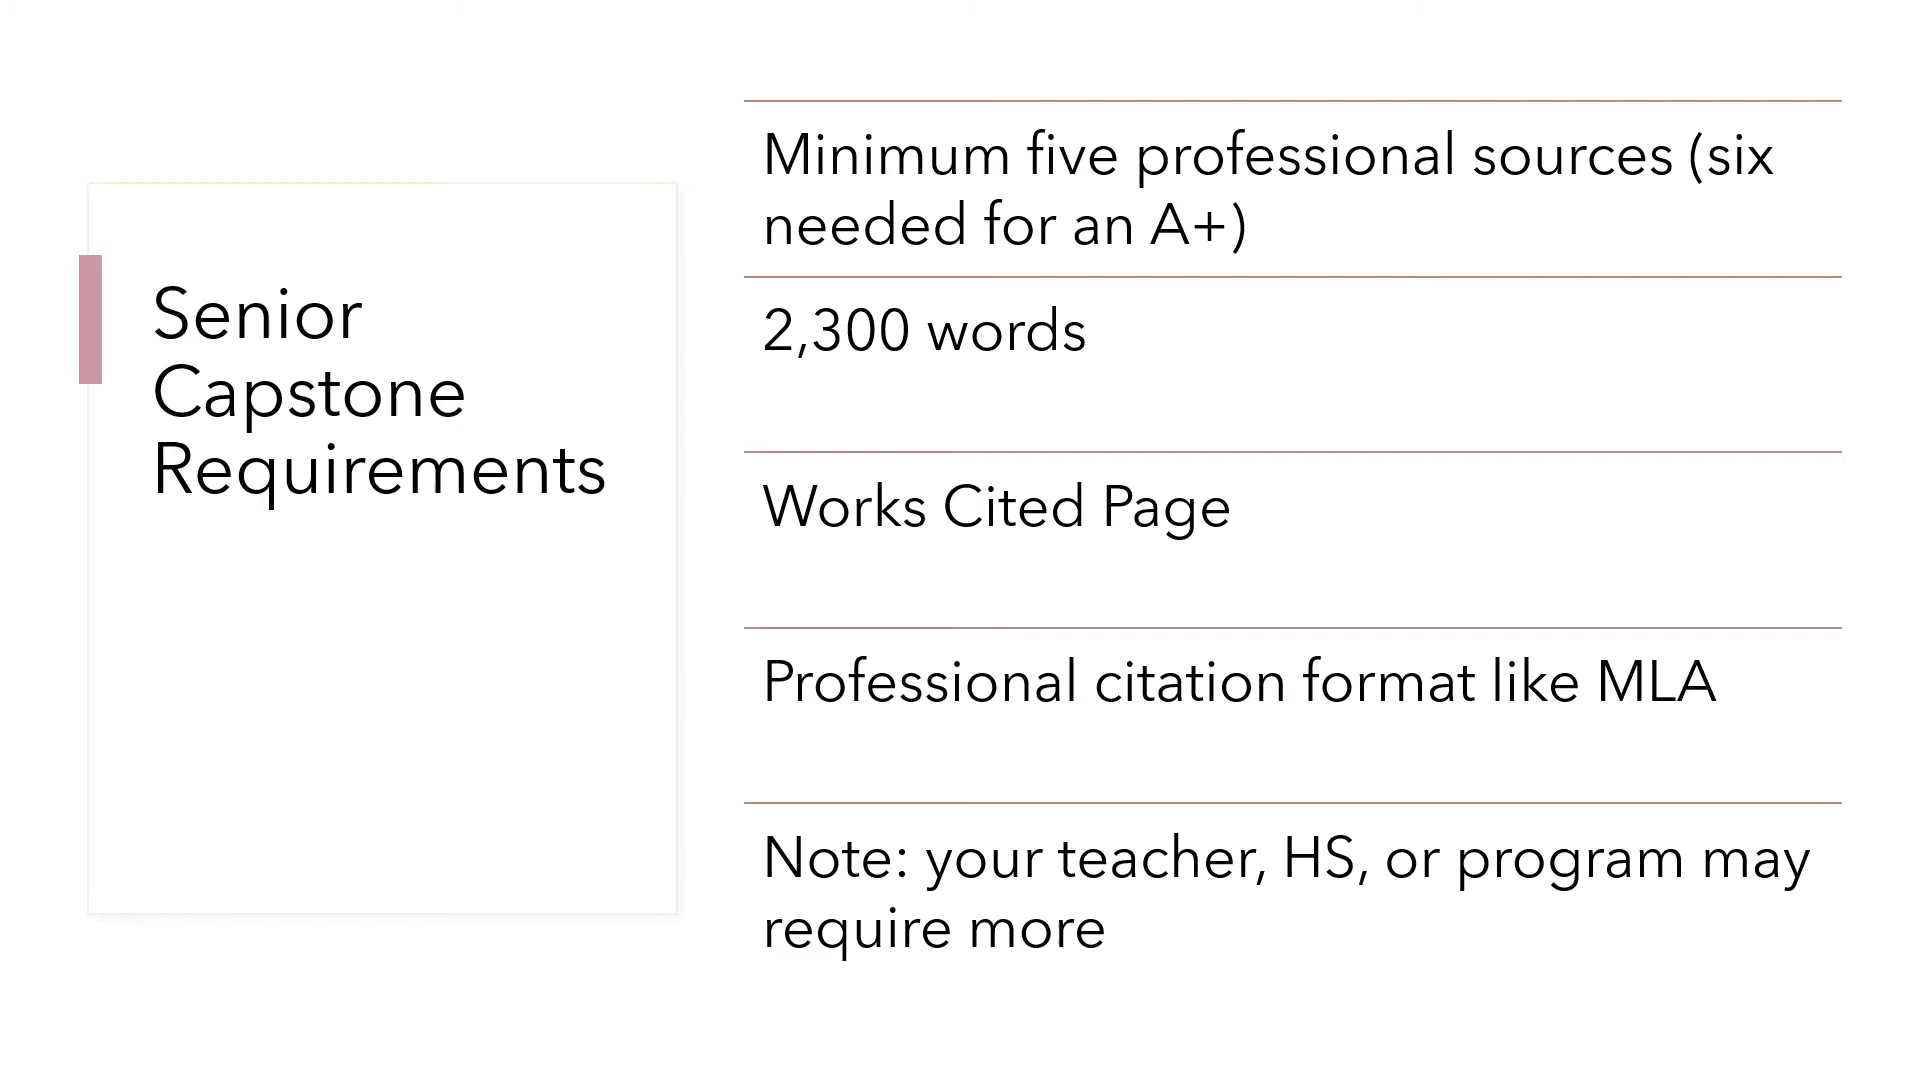 Senior
Capstone
Requirements
Minimum five professional sources (six
needed for an A+)
2,300 words
Works Cited Page
Professional citation format like MLA
Note: your teacher, HS, or program may
require more